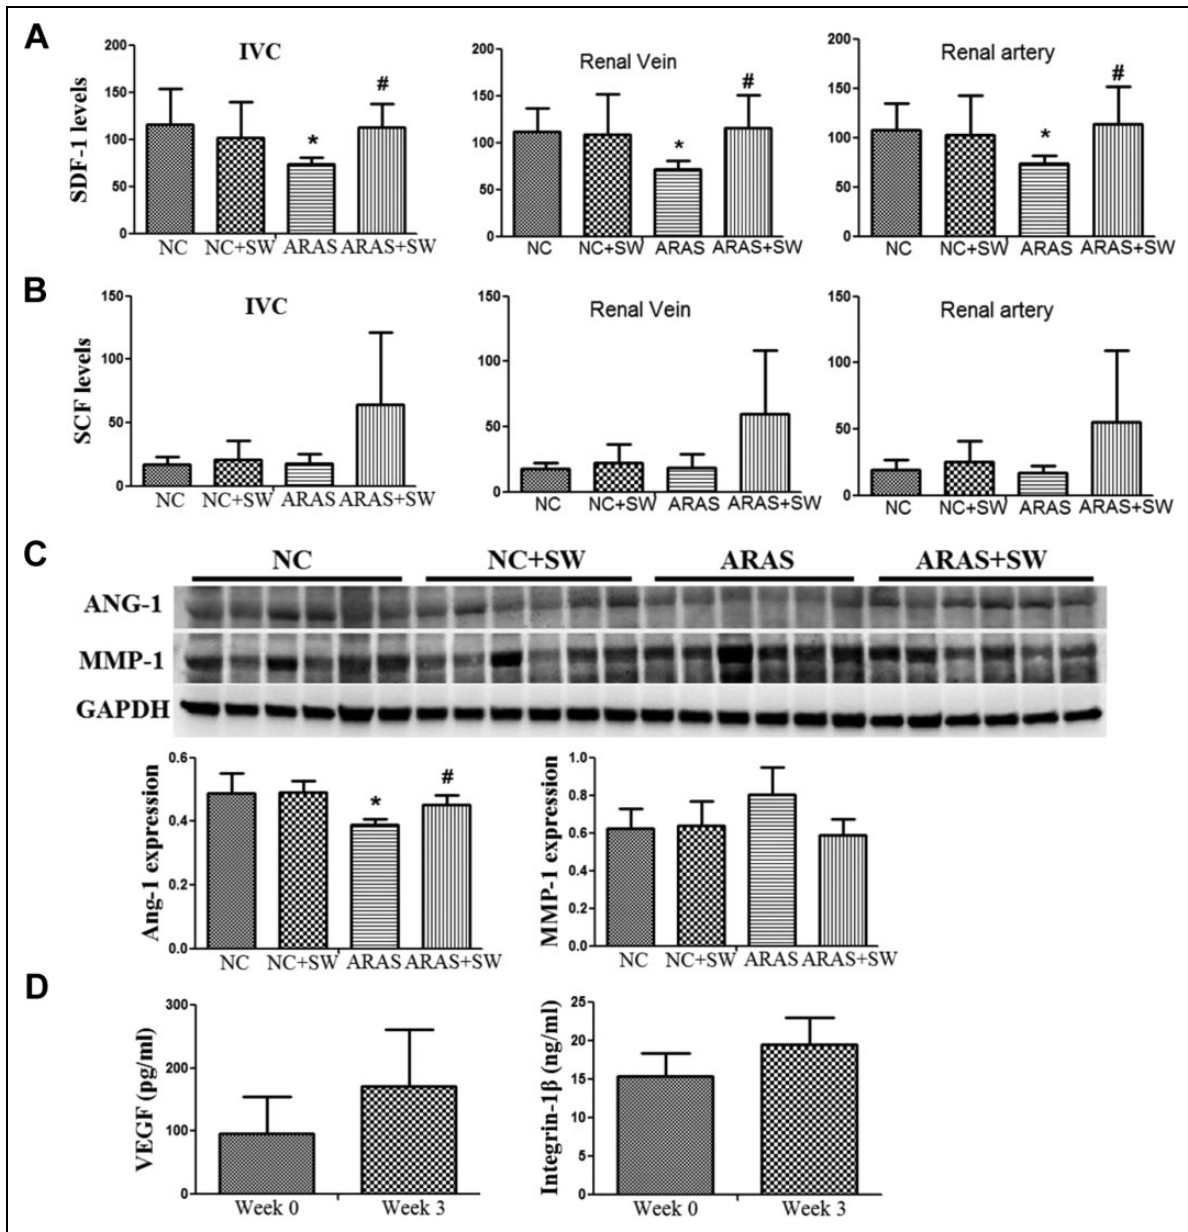 A
IVC
Renal Vein
Renal artery
SDF-1 levels
200
150
100
50
0
*
#
NC NC+SW ARAS ARAS+SW
200
150
100
50
0
*
#
NC NC+SW ARAS ARAS+SW
200
150
100
50
0
*
#
NC NC+SW ARAS ARAS+SW
B
IVC
Renal Vein
Renal artery
SCF levels
150
100
50
0
NC NC+SW ARAS ARAS+SW
150
100
50
0
NC NC+SW ARAS ARAS+SW
150
100
50
0
NC NC+SW ARAS ARAS+SW
C
NC NC+SW ARAS ARAS+SW
ANG-1
MMP-1
GAPDH
Ang-1 expression
0.6
0.4
0.2
0.0
*
#
NC NC+SW ARAS ARAS+SW
MMP-1 expression
1.0
0.8
0.6
0.4
0.2
0.0
NC NC+SW ARAS ARAS+SW
D
VEGF (pg/ml)
300
200
100
0
Week 0 Week 3
Integrin-1β (ng/ml)
25
20
15
10
5
0
Week 0 Week 3